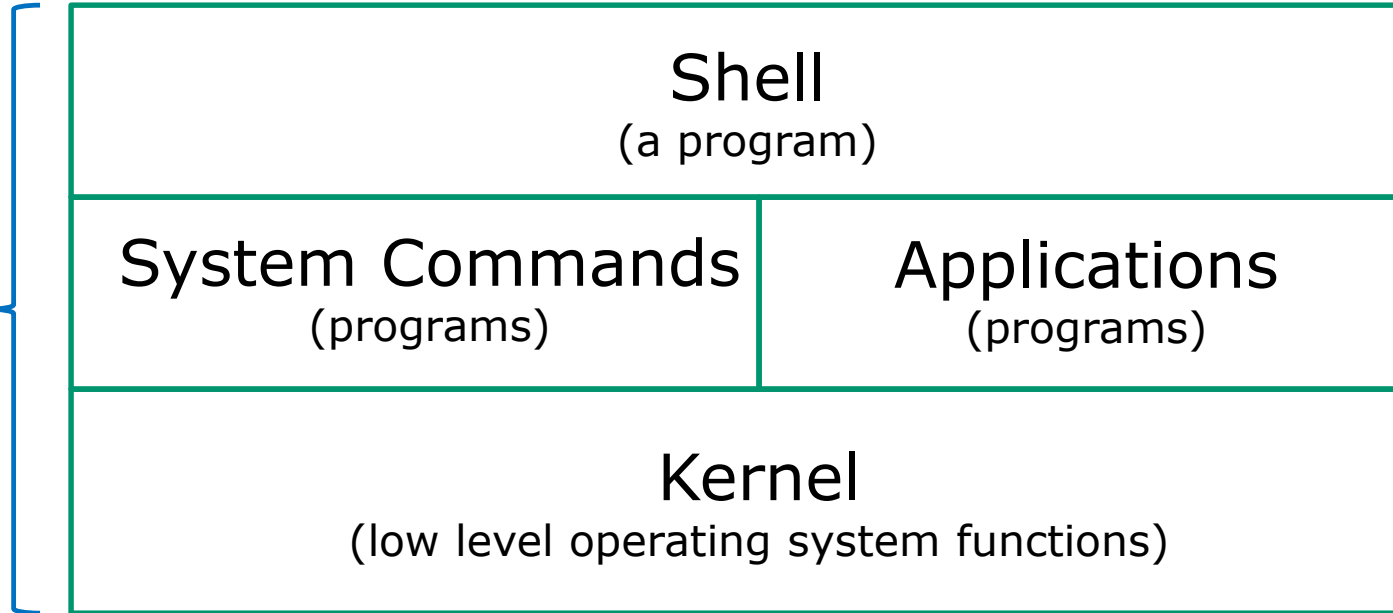 Shell
(a program)
System Commands
(programs)
Applications
(programs)
Kernel
(low level operating system functions)